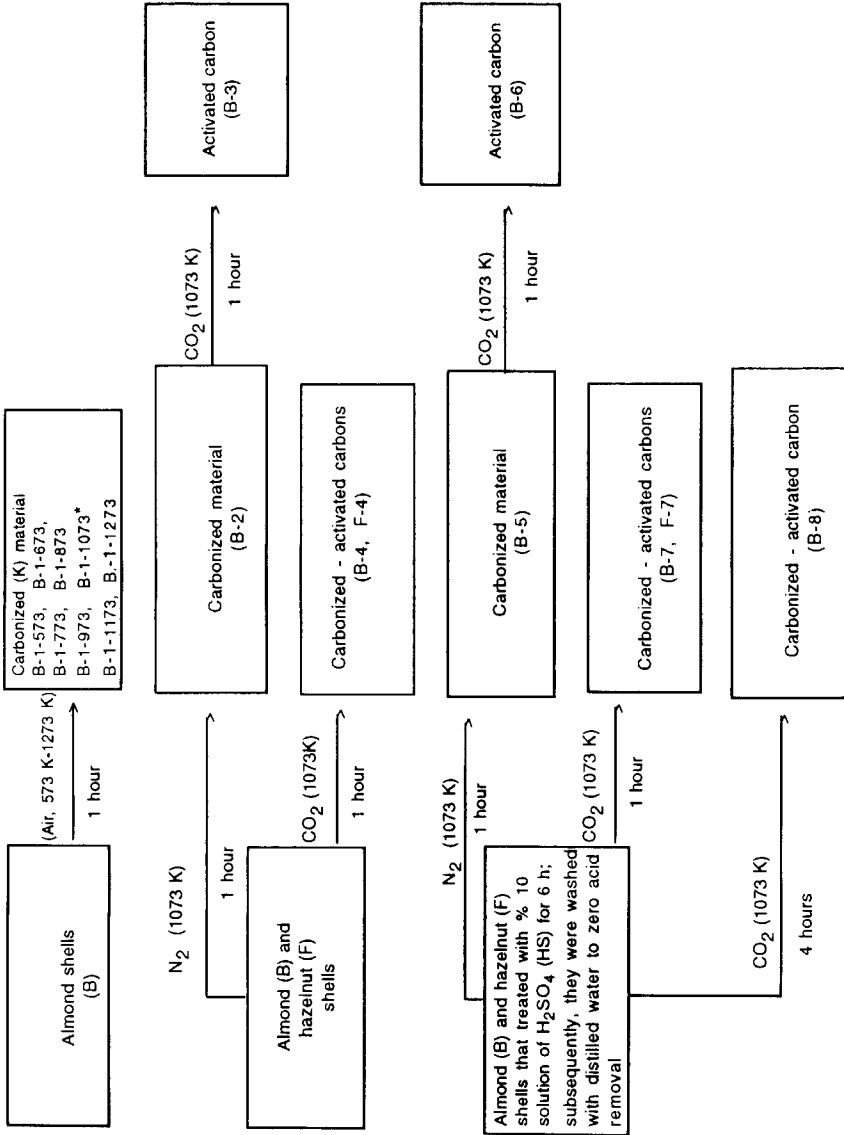 Almond shells
(B)
(Air, 573 K-1273 K)
1 hour
Carbonized (K) material
B-1-573, B-1-673,
B-1-773, B-1-873
B-1-973, B-1-1073*
B-1-1173, B.-1-1273
Almond (B) and
hazelnut (F)
shells
N2 (1073 K)
1 hour
Carbonized material
(B-2)
CO2 (1073 K)
1 hour
Activated carbon
(B-3)
CO2 (1073K)
1 hour
Carbonized - activated carbons
(B-4, F-4)
Almond (B) and hazelnut (F)
shells that treated with % 10
solution of H2SO4 (HS) for 6 h;
subsequently, they were washed
with distilled water to zero acid
removal
N2 (1073 K)
1 hour
Carbonized material
(B-5)
CO2 (1073 K)
1 hour
Activated carbon
(B-6)
CO2 (1073 K)
1 hour
Carbonized - activated carbons
(B-7, F-7)
CO2 (1073 K)
4 hours
Carbonized - activated carbon
(B-8)